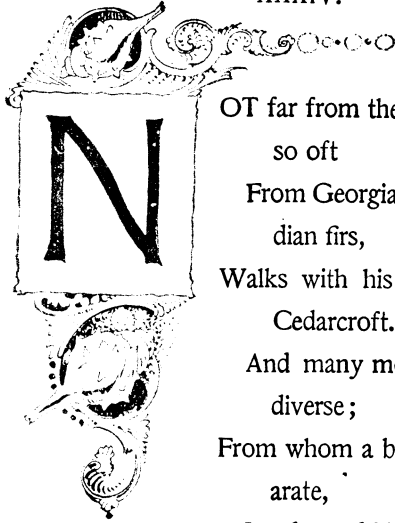 NOT far from the
so oft
From Georgia
dian firs,
Walks with his
Cedarcroft.
And many
diverse;
From whom a
arate,